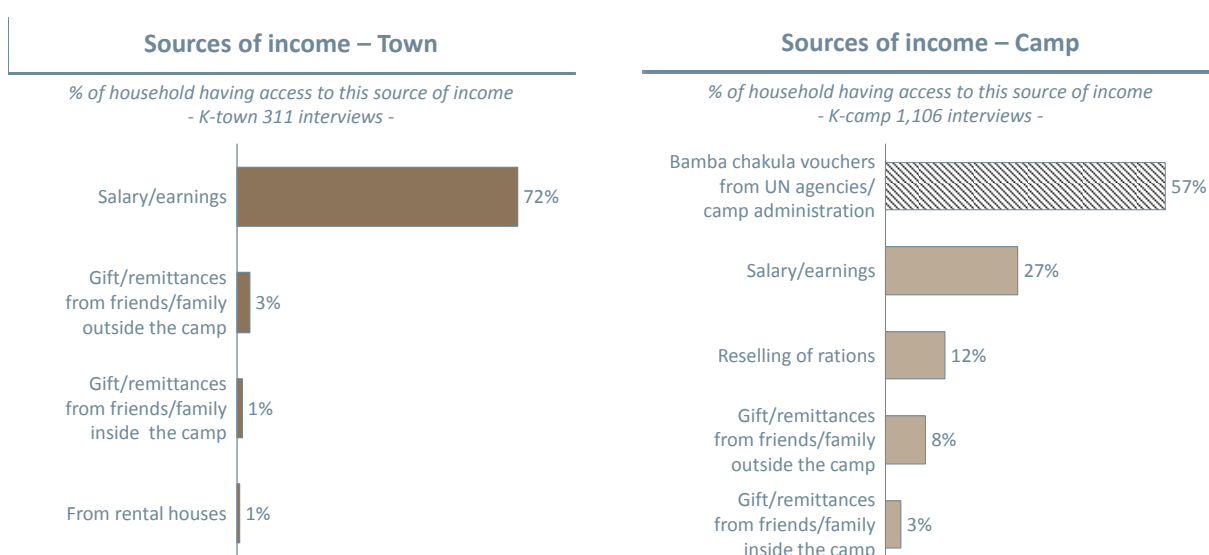 Sources of income – Town
% of household having access to this source of income
- K-town 311 interviews -
Salary/earnings
72%
Gift/remittances
from friends/family
outside the camp
3%
Gift/remittances
from friends/family
inside the camp
1%
From rental houses
1%
Sources of income – Camp
% of household having access to this source of income
- K-camp 1,106 interviews -
Bamba chakula vouchers
from UN agencies/
camp administration
57%
Salary/earnings
27%
Reselling of rations
12%
Gift/remittances
from friends/family
outside the camp
8%
Gift/remittances
from friends/family
inside the camp
3%